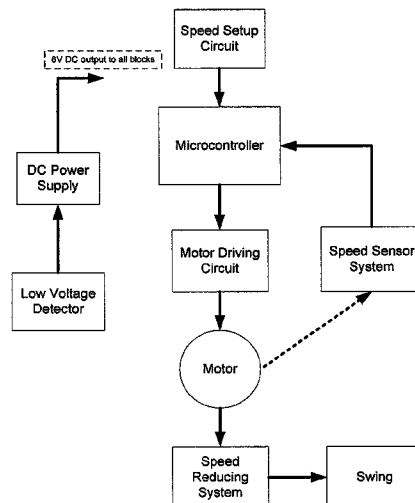 Speed Setup
Circuit
6V DC output to all blocks
Microcontroller
DC Power
Supply
Motor Driving
Circuit
Speed Sensor
System
Low Voltage
Detector
Motor
Speed
Reducing
System
Swing